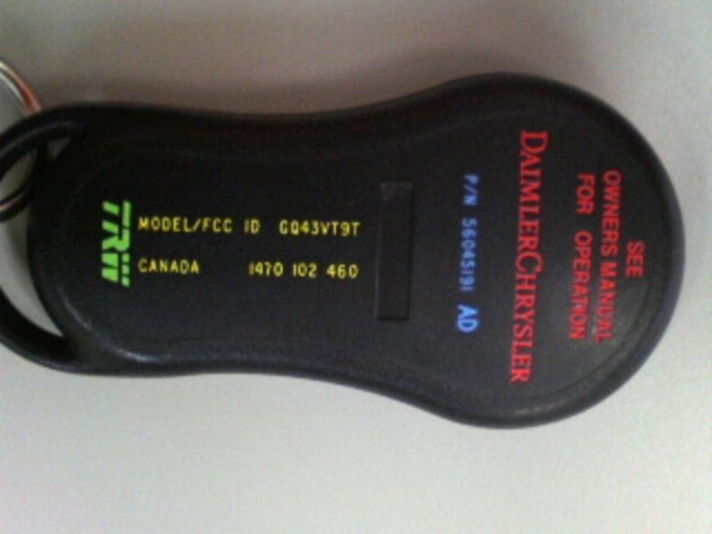 SEE
OWNERS MANUAL
FOR OPERATION
DAIMLERCHRYSLER
P/N 56045191 AD
MODEL/FCC ID GQ43VT9T
CANADA 1470 102 460
TRW